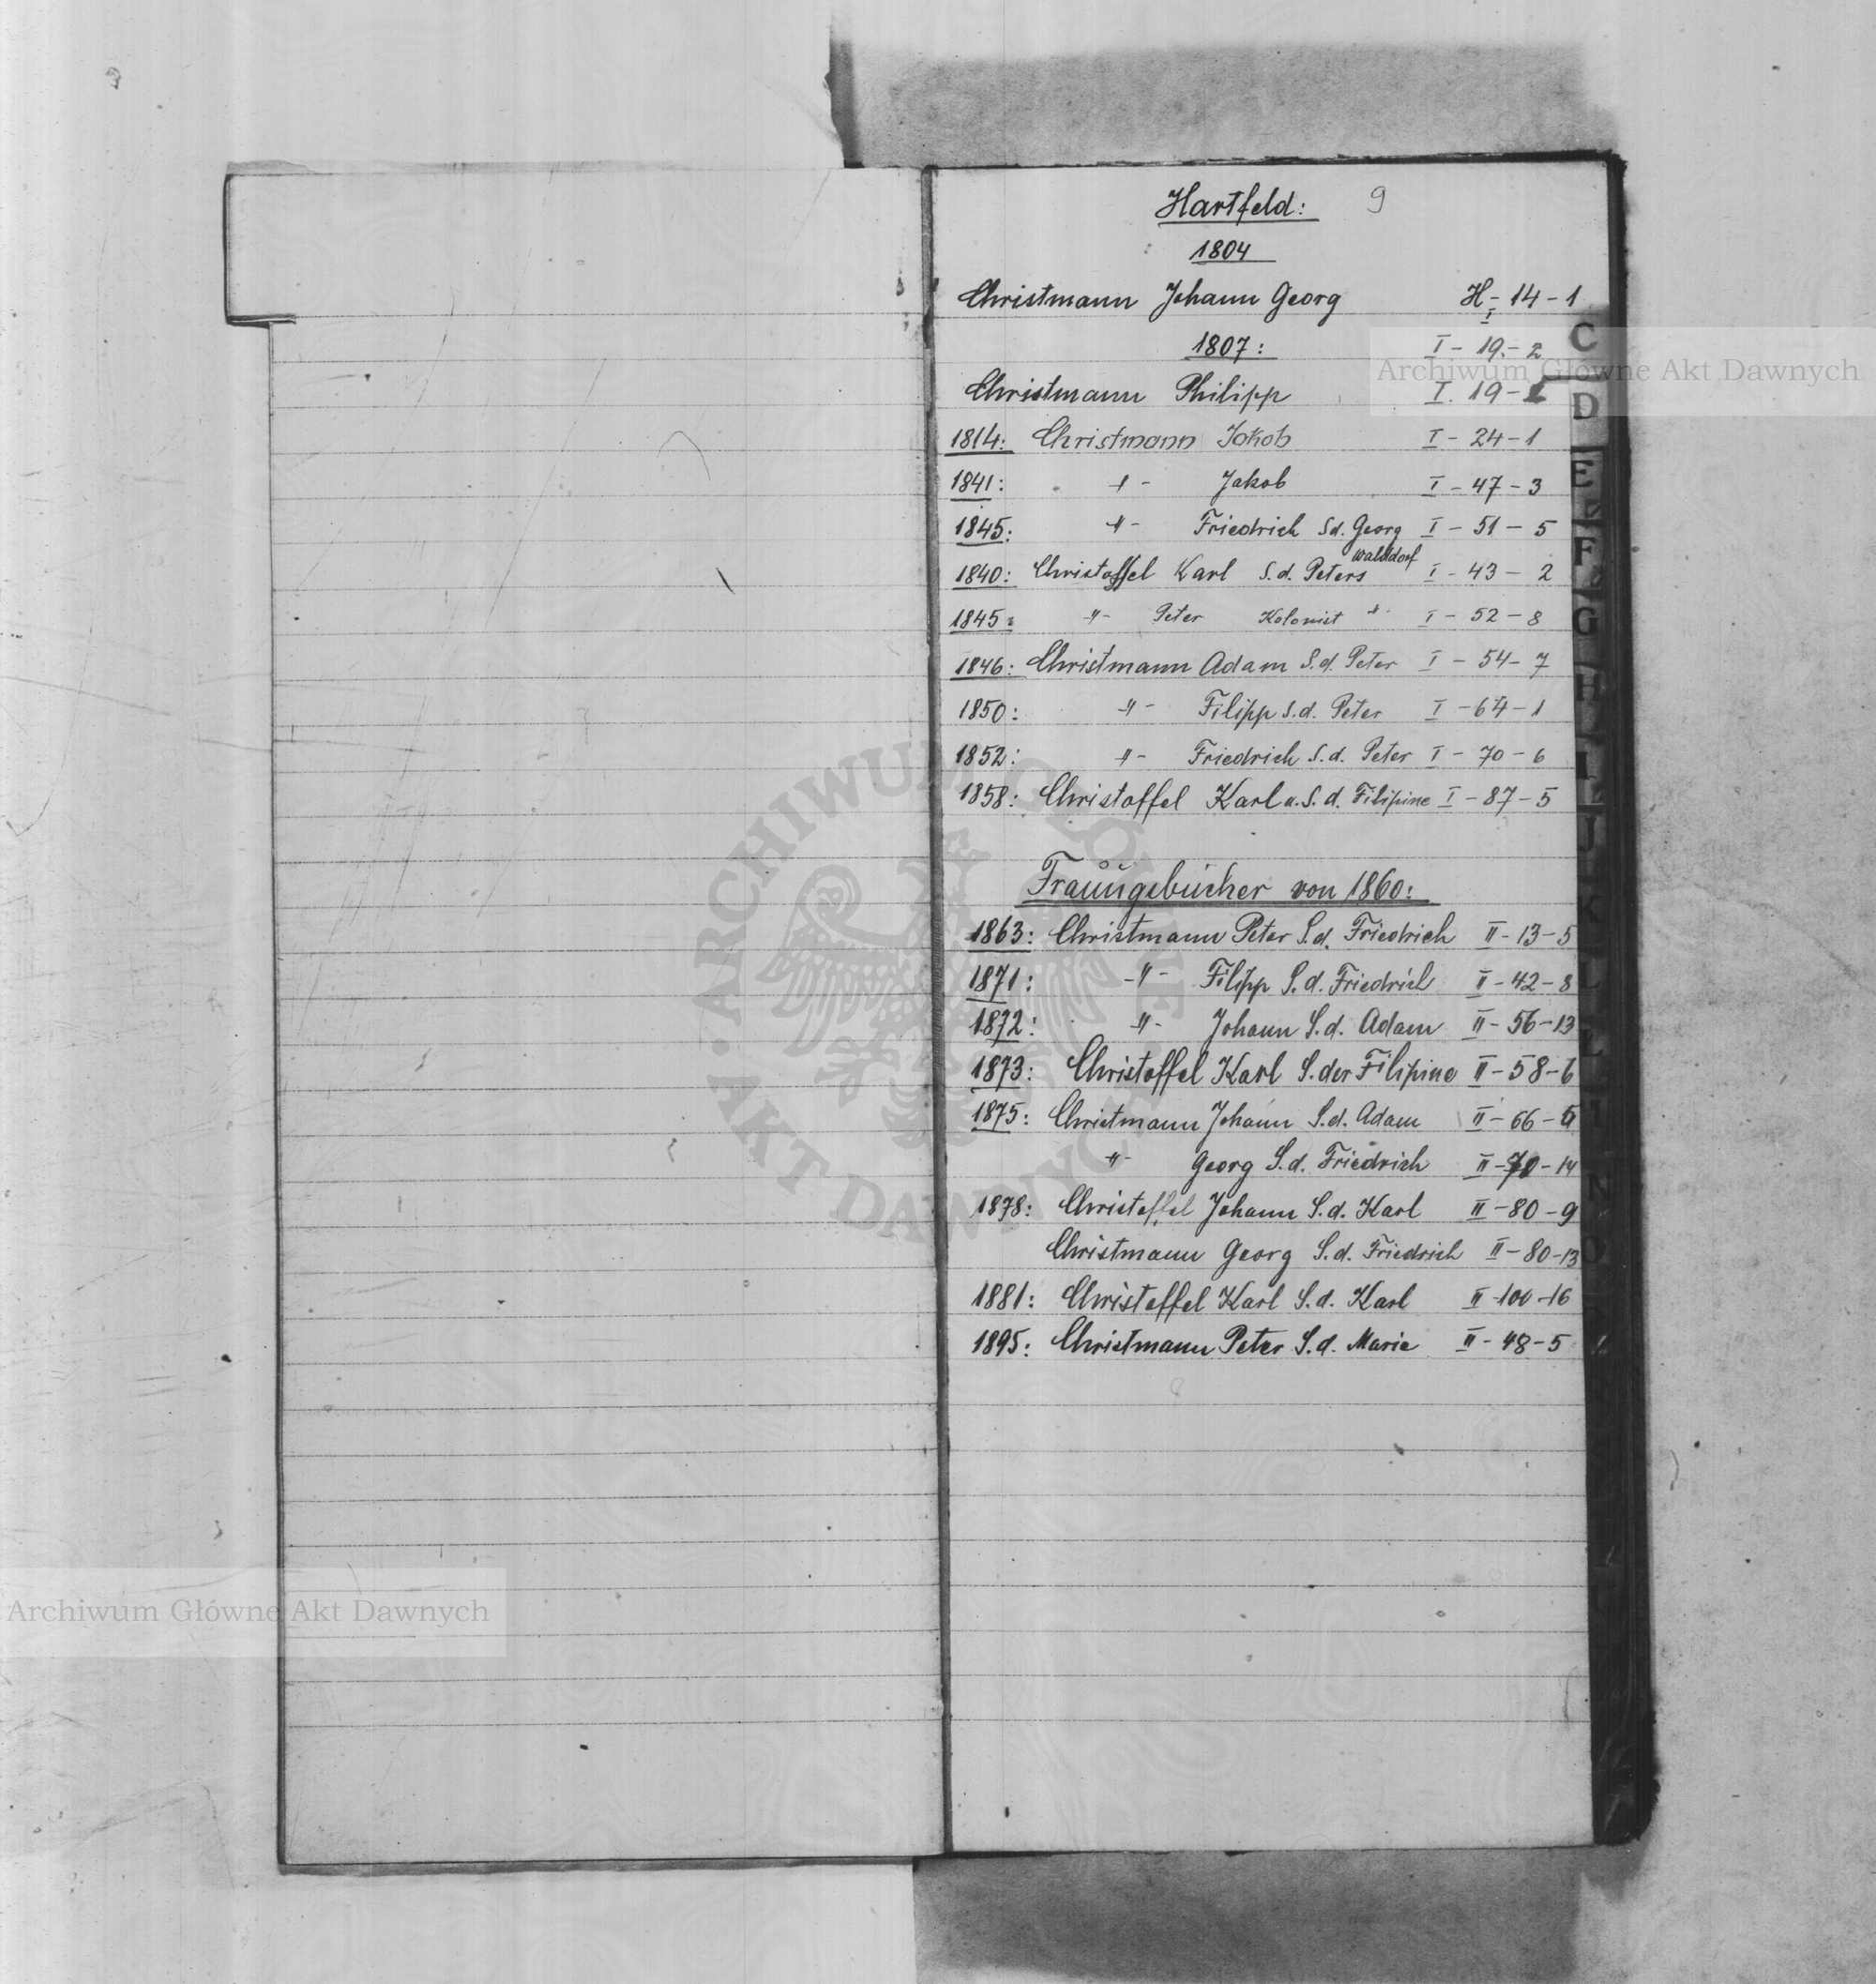 Hartfeld: 9
1804
Christmann Johann Georg H - 14 - 1
I
1807: I - 19. - 2
Christmann Philipp I. 19 -
1814: Christmann Jakob I - 24 - 1
1841: -"- Jakob I - 47 - 3
1845: -"- Friedrich Sd. Georg I - 51 - 5
Walddorf
1840: Christoffel Karl S.d. Peters I - 43 - 2
1845: -"- Peter Kolonist -"- I - 52 - 8
1846: Christmann Adam S.d. Peter I - 54 - 7
1850: -"- Filipp S.d. Peter I - 64 - 1
1852: -"- Friedrich S.d. Peter I - 70 - 6
1858: Christoffel Karl u.S.d. Filipine I - 87 - 5
Trauungsbücher von 1860:
1863: Christmann Peter S.d. Friedrich II - 13 - 5
1871: -"- Filipp S.d. Friedrich II - 42 - 8
1872: -"- Johann S.d. Adam II - 56 - 13
1873: Christoffel Karl S. der Filipine II - 58 - 6
1875: Christmann Johann S.d. Adam II - 66 -
-"- Georg S.d. Friedrich II - 70 - 14
1878: Christoffel Johann S.d. Karl II - 80 - 9
Christmann Georg S.d. Friedrich II - 80 - 13
1881: Christoffel Karl S.d. Karl II - 100 - 16
1895: Christmann Peter S.d. Marie II - 48 - 5
C
D
E
F
G
H
I
J
K
L
N
O
Archiwum Główne Akt Dawnych
ARCHIWUM GŁÓWNE • AKT DAWNYCH •
Archiwum Główne Akt Dawnych